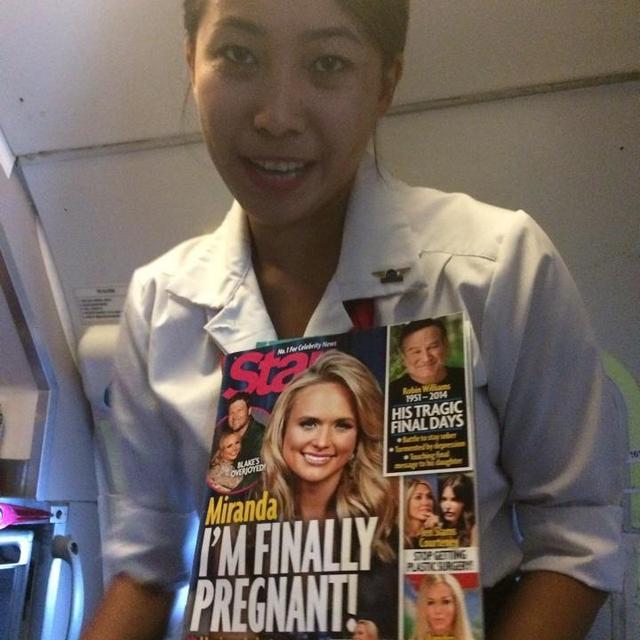 No.1 For Celebrity News
Star
Robin Williams
1951-2014
HIS TRAGIC
FINAL DAYS
• Battle to stay sober
• Tormented by depression
• Touching final
message to his daughter
BLAKE'S
OVERJOYED!
Miranda
I'M FINALLY
PREGNANT!
STOP GETTING
PLASTIC SURGERY!